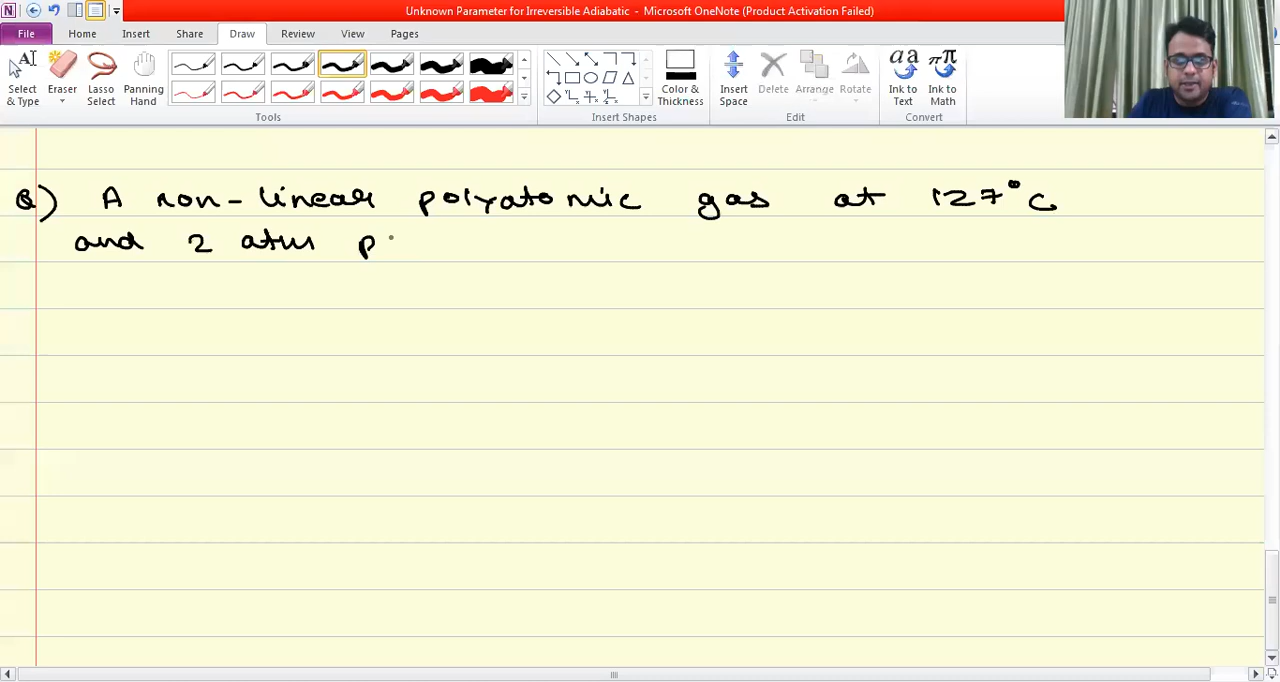 Unknown Parameter for Irreversible Adiabatic - Microsoft OneNote (Product Activation Failed)
File Home Insert Draw Share Review View Pages
Select & Type Eraser Lasso Select Panning Hand Color & Thickness Insert Space Delete Arrange Rotate Ink to Text Ink to Math
Tools Insert Shapes Edit Convert
Q) A non-linear polyatomic gas at 127°C
and 2 atm p